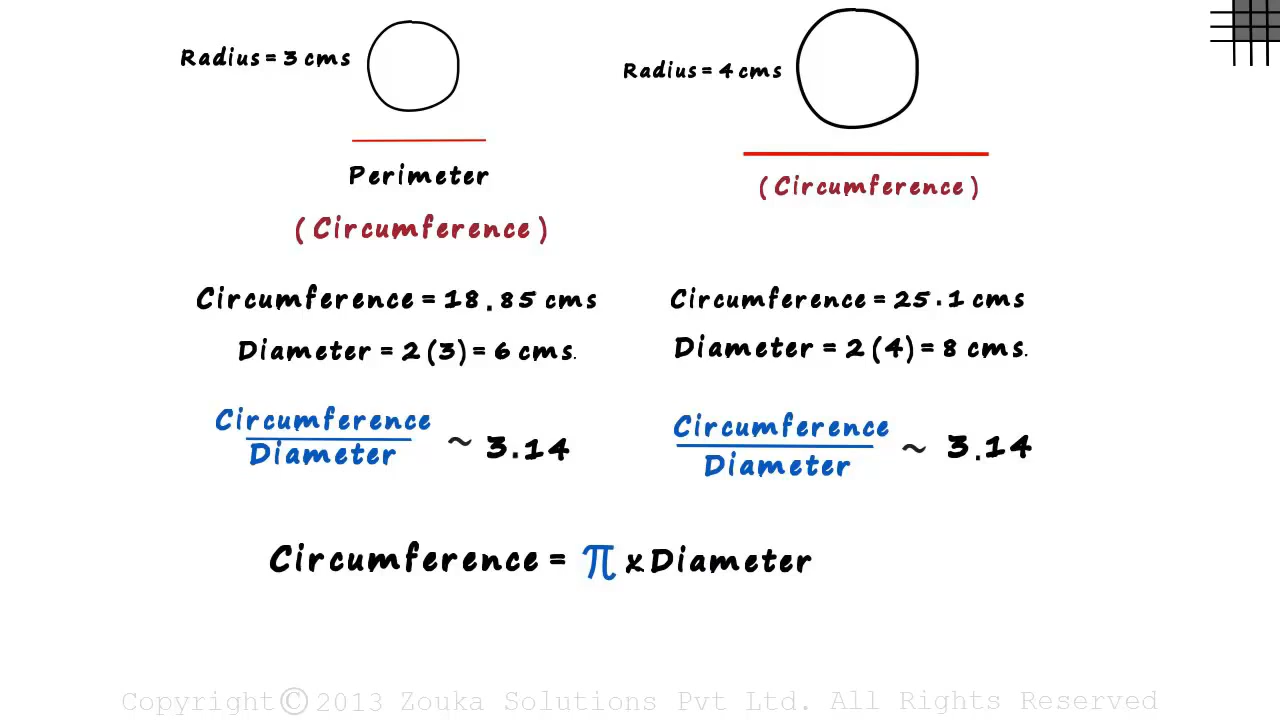 Radius = 3 cms
Radius = 4 cms
Perimeter
(Circumference)
(Circumference)
Circumference = 18.85 cms
Diameter = 2(3) = 6 cms.
Circumference = 25.1 cms
Diameter = 2(4) = 8 cms.
Circumference
Diameter
~ 3.14
Circumference
Diameter
~ 3.14
Circumference = π x Diameter
Copyright© 2013 Zouka Solutions Pvt Ltd. All Rights Reserved